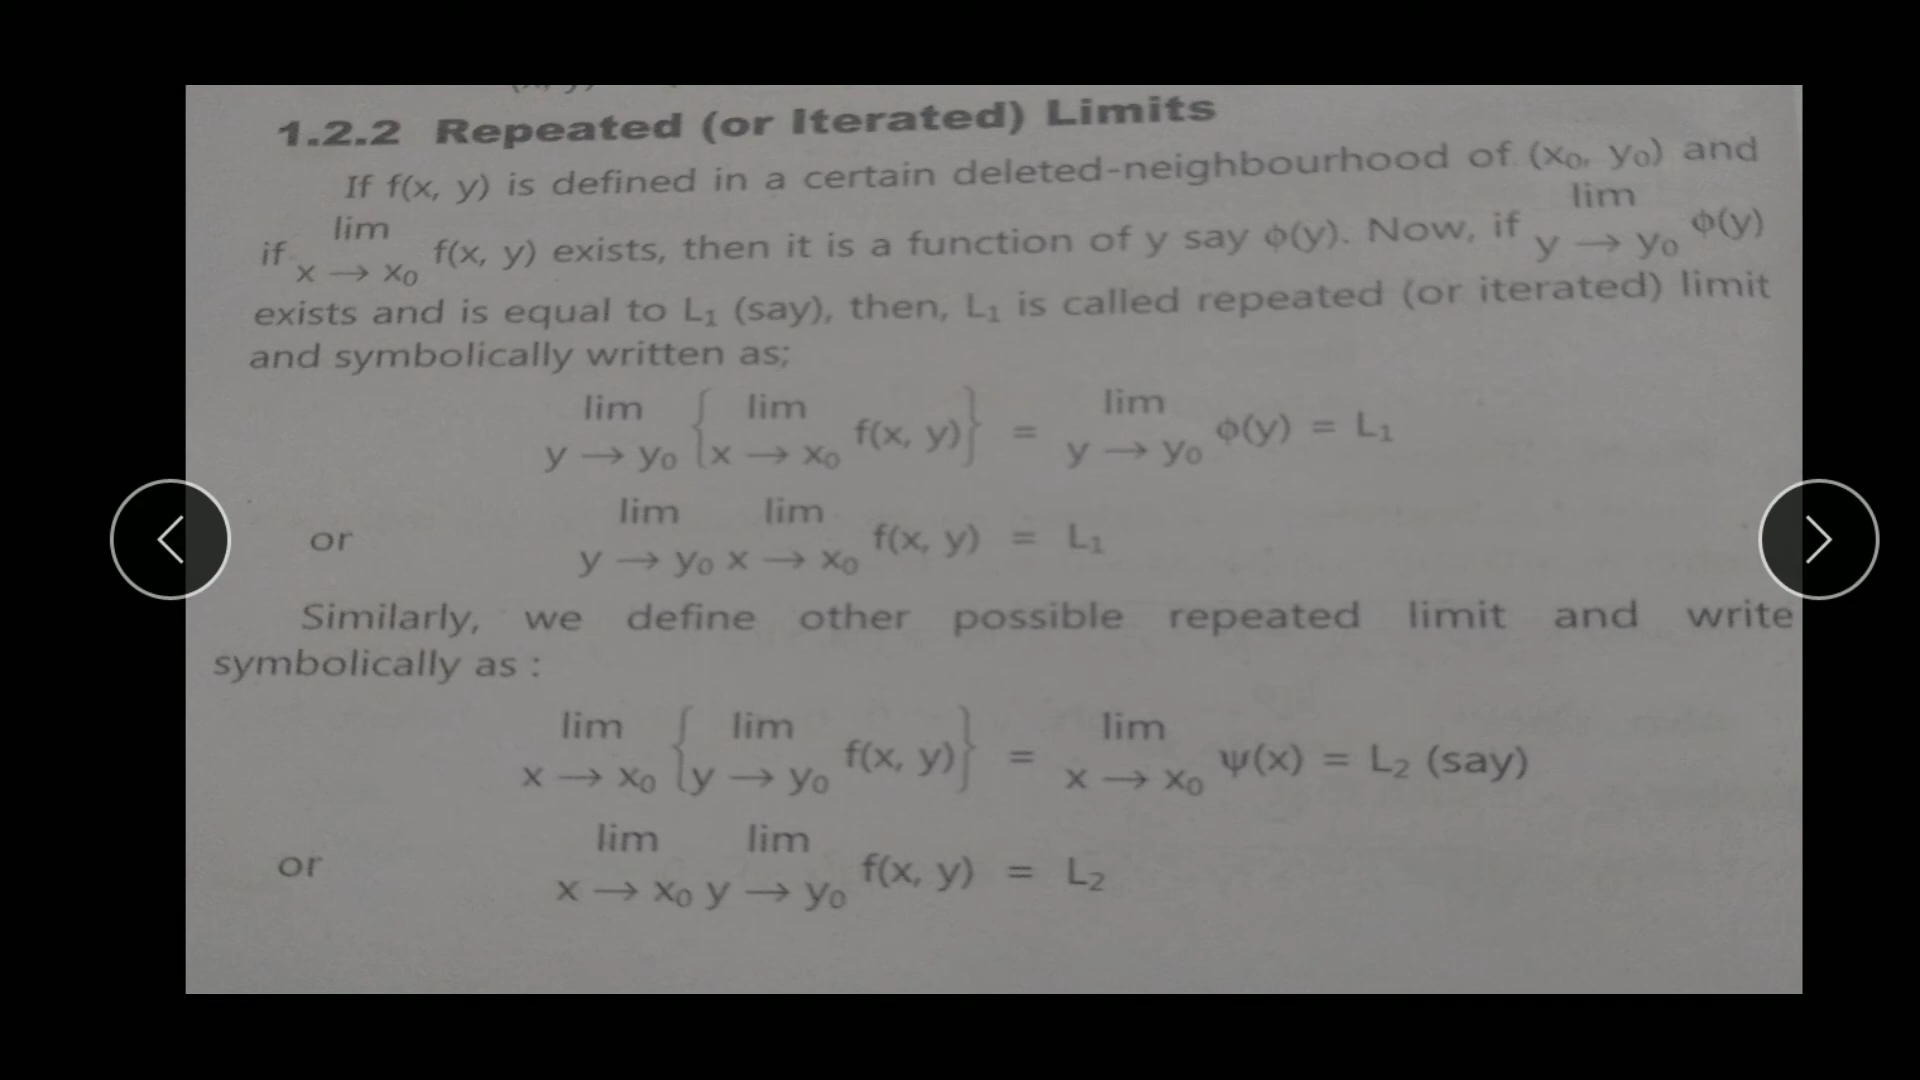 1.2.2 Repeated (or Iterated) Limits
If f(x, y) is defined in a certain deleted-neighbourhood of (x₀, y₀) and
if lim x → x₀ f(x, y) exists, then it is a function of y say ϕ(y). Now, if lim y → y₀ ϕ(y)
exists and is equal to L₁ (say), then, L₁ is called repeated (or iterated) limit
and symbolically written as;
lim y → y₀ { lim x → x₀ f(x, y)} = lim y → y₀ ϕ(y) = L₁
or lim y → y₀ lim x → x₀ f(x, y) = L₁
Similarly, we define other possible repeated limit and write
symbolically as :
lim x → x₀ { lim y → y₀ f(x, y)} = lim x → x₀ ψ(x) = L₂ (say)
or lim x → x₀ lim y → y₀ f(x, y) = L₂